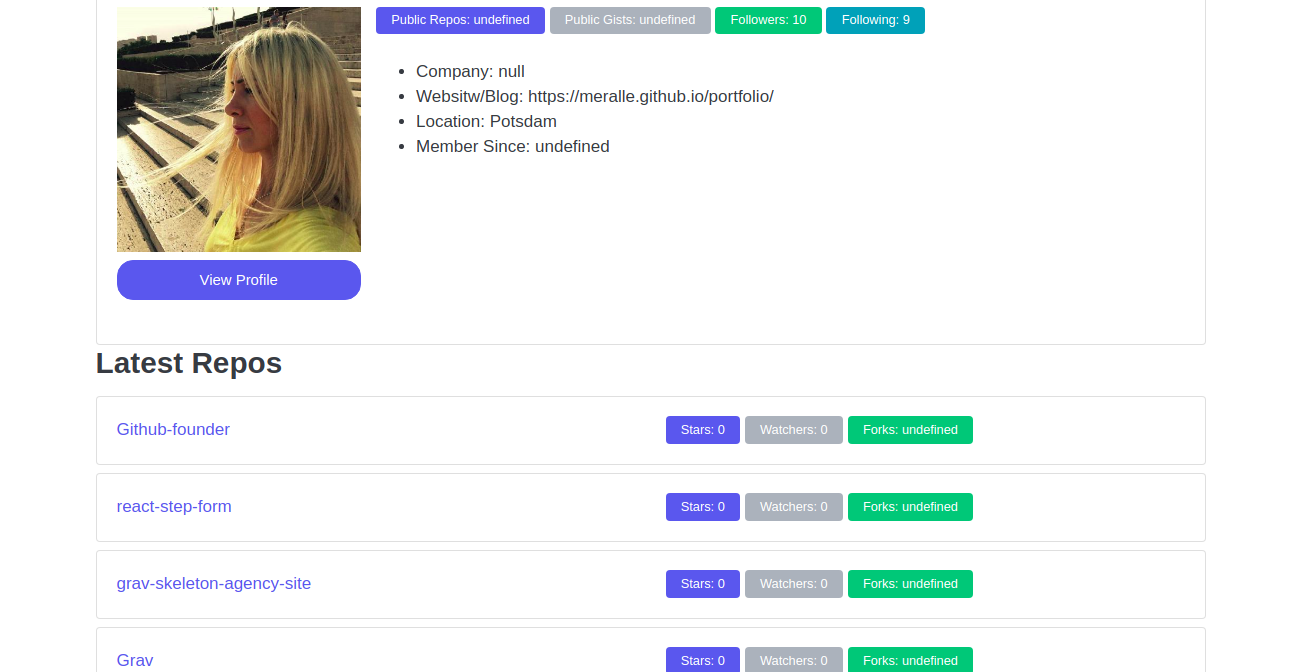 Public Repos: undefined Public Gists: undefined Followers: 10 Following: 9
Company: null
Websitw/Blog: https://meralle.github.io/portfolio/
Location: Potsdam
Member Since: undefined
View Profile
Latest Repos
Github-founder Stars: 0 Watchers: 0 Forks: undefined
react-step-form Stars: 0 Watchers: 0 Forks: undefined
grav-skeleton-agency-site Stars: 0 Watchers: 0 Forks: undefined
Grav Stars: 0 Watchers: 0 Forks: undefined